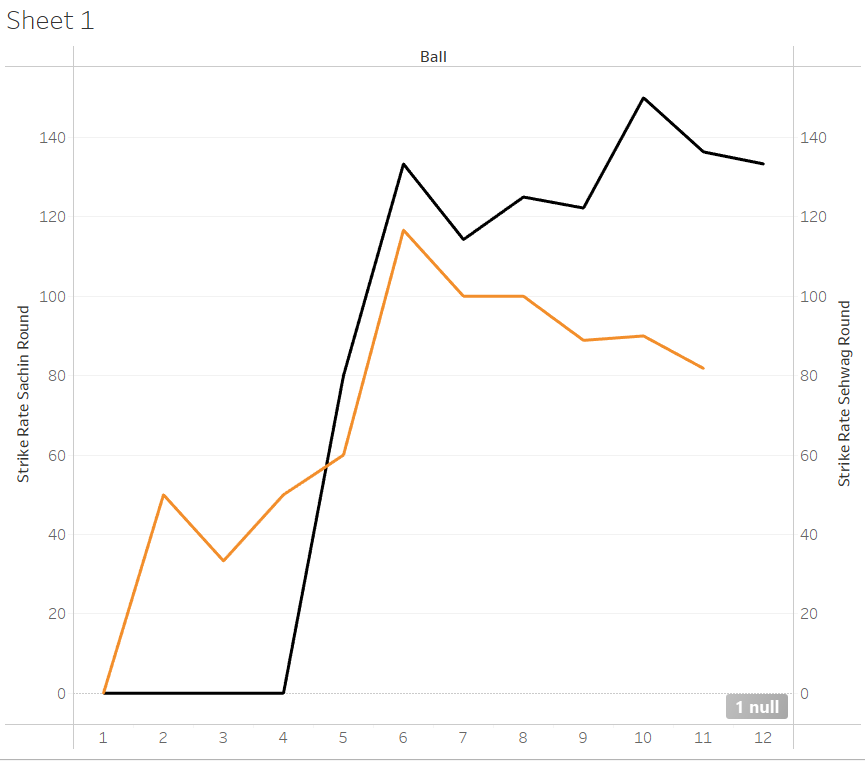 Sheet 1
Ball
Strike Rate Sachin Round
140
120
100
80
60
40
20
0
140
120
100
80
60
40
20
0
Strike Rate Sehwag Round
1 null
1 2 3 4 5 6 7 8 9 10 11 12